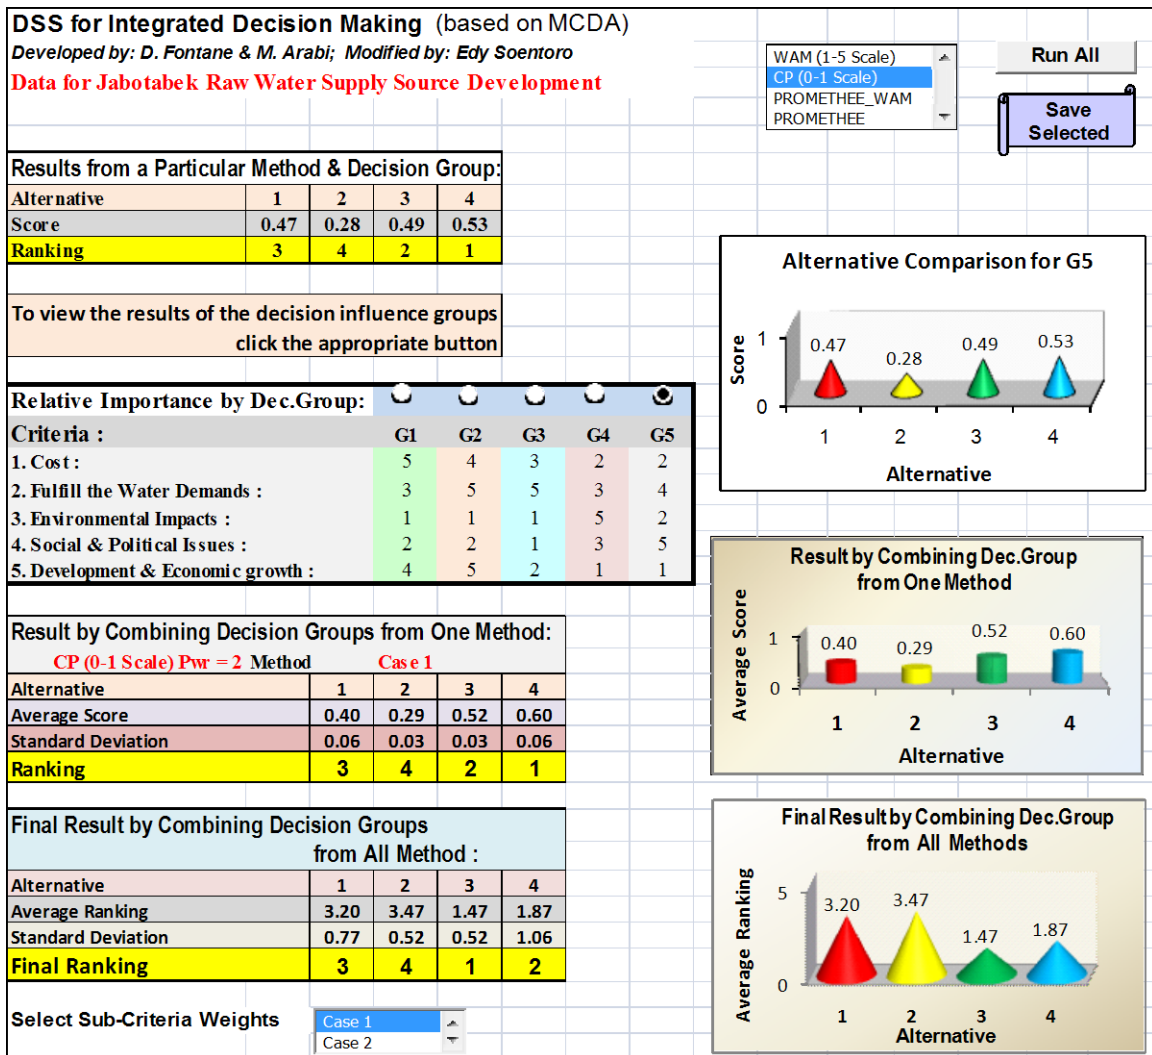 DSS for Integrated Decision Making (based on MCDA)
Developed by: D. Fontane & M. Arabi; Modified by: Edy Soentoro
Data for Jabotabek Raw Water Supply Source Development
WAM (1-5 Scale)
CP (0-1 Scale)
PROMETHEE_WAM
PROMETHEE
Run All
Save
Selected
Results from a Particular Method & Decision Group:
Alternative 1 2 3 4
Score 0.47 0.28 0.49 0.53
Ranking 3 4 2 1
To view the results of the decision influence groups
click the appropriate button
Alternative Comparison for G5
Score
1
0
0.47 0.28 0.49 0.53
1 2 3 4
Alternative
Relative Importance by Dec.Group:
Criteria : G1 G2 G3 G4 G5
1. Cost : 5 4 3 2 2
2. Fulfill the Water Demands : 3 5 5 3 4
3. Environmental Impacts : 1 1 1 5 2
4. Social & Political Issues : 2 2 1 3 5
5. Development & Economic growth : 4 5 2 1 1
Result by Combining Dec.Group
from One Method
Average Score
1
0
0.40 0.29 0.52 0.60
1 2 3 4
Alternative
Result by Combining Decision Groups from One Method:
CP (0-1 Scale) Pwr = 2 Method Case 1
Alternative 1 2 3 4
Average Score 0.40 0.29 0.52 0.60
Standard Deviation 0.06 0.03 0.03 0.06
Ranking 3 4 2 1
Final Result by Combining Decision Groups
from All Method :
Alternative 1 2 3 4
Average Ranking 3.20 3.47 1.47 1.87
Standard Deviation 0.77 0.52 0.52 1.06
Final Ranking 3 4 1 2
Final Result by Combining Dec.Group
from All Methods
Average Ranking
5
0
3.20 3.47 1.47 1.87
1 2 3 4
Alternative
Select Sub-Criteria Weights
Case 1
Case 2